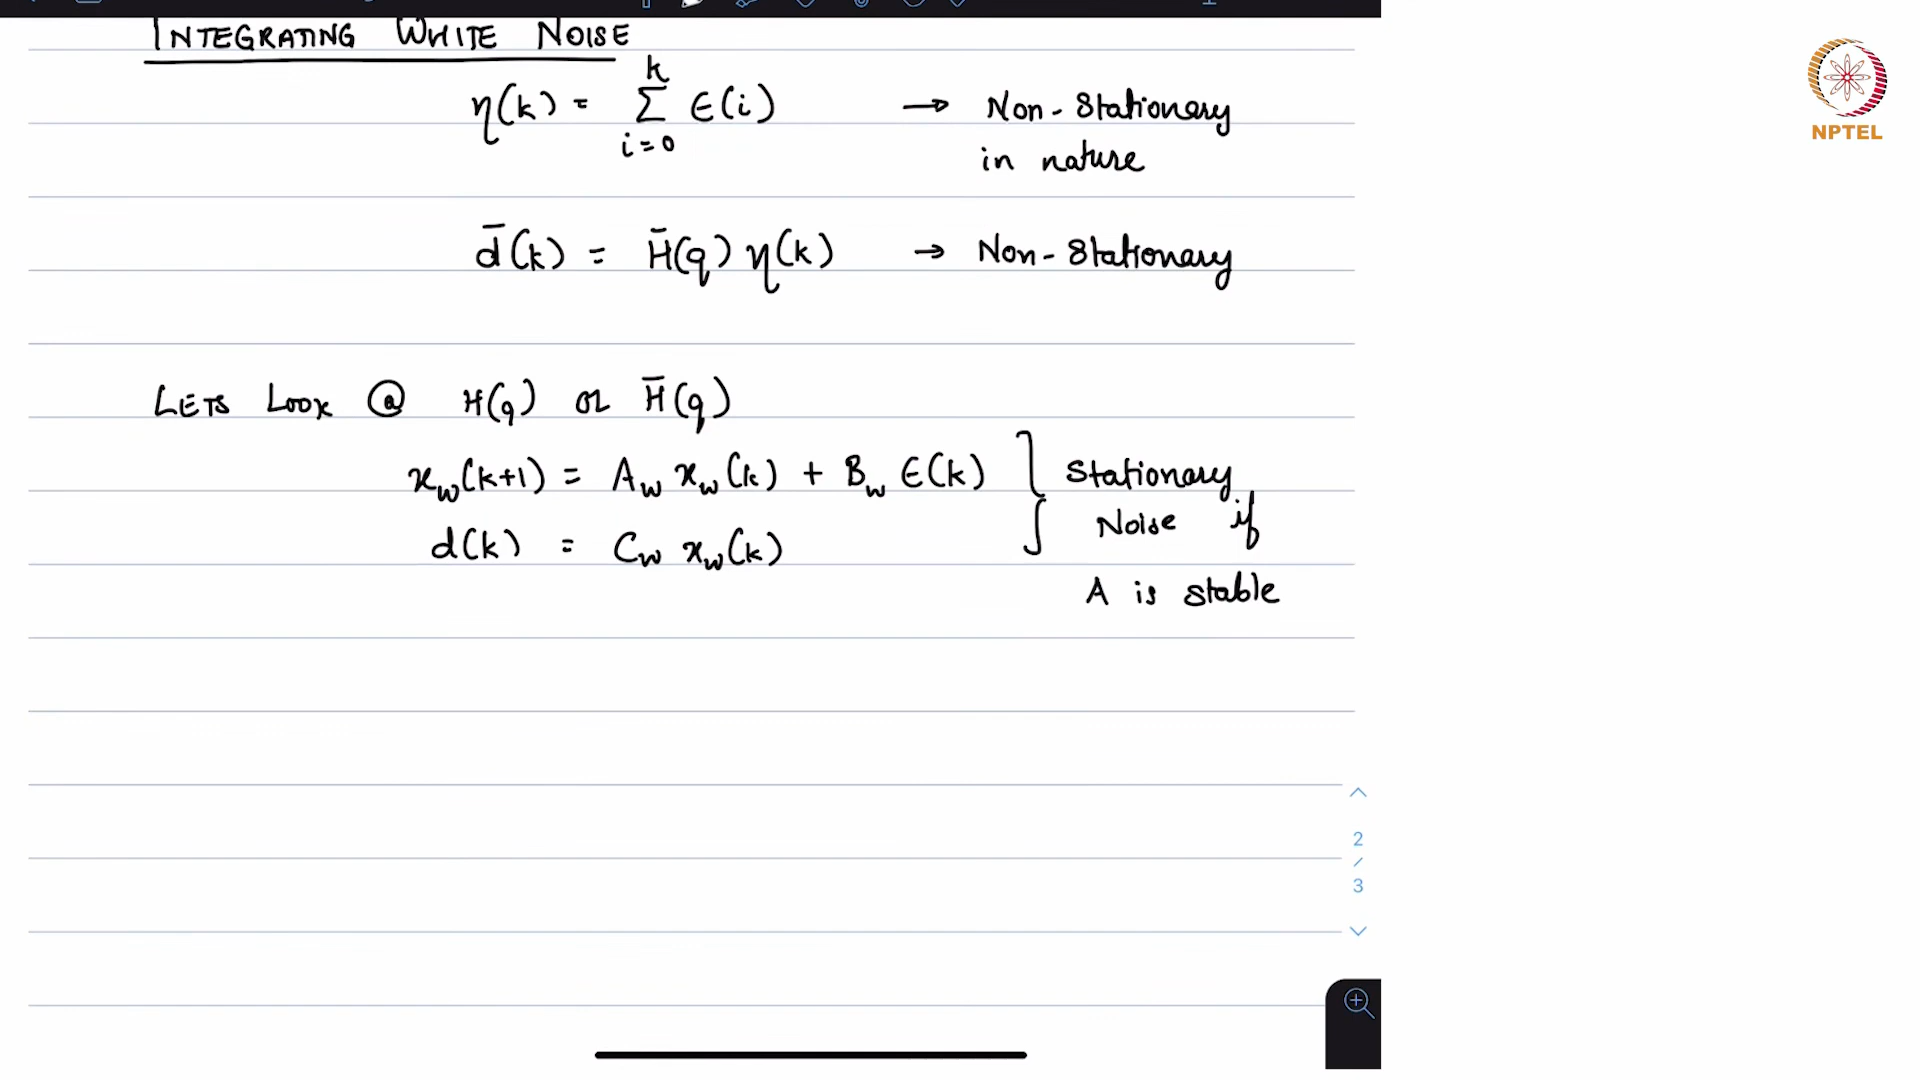 INTEGRATING WHITE NOISE
η(k) = Σ_{i=0}^{k} ∈(i) → Non-Stationary
in nature
d̄(k) = H̄(q) η(k) → Non-Stationary
LETS LOOK @ H(q) or H̄(q)
x_w(k+1) = A_w x_w(k) + B_w ∈(k) } Stationary
Noise if
d(k) = C_w x_w(k)
A is stable
NPTEL
2
/
3